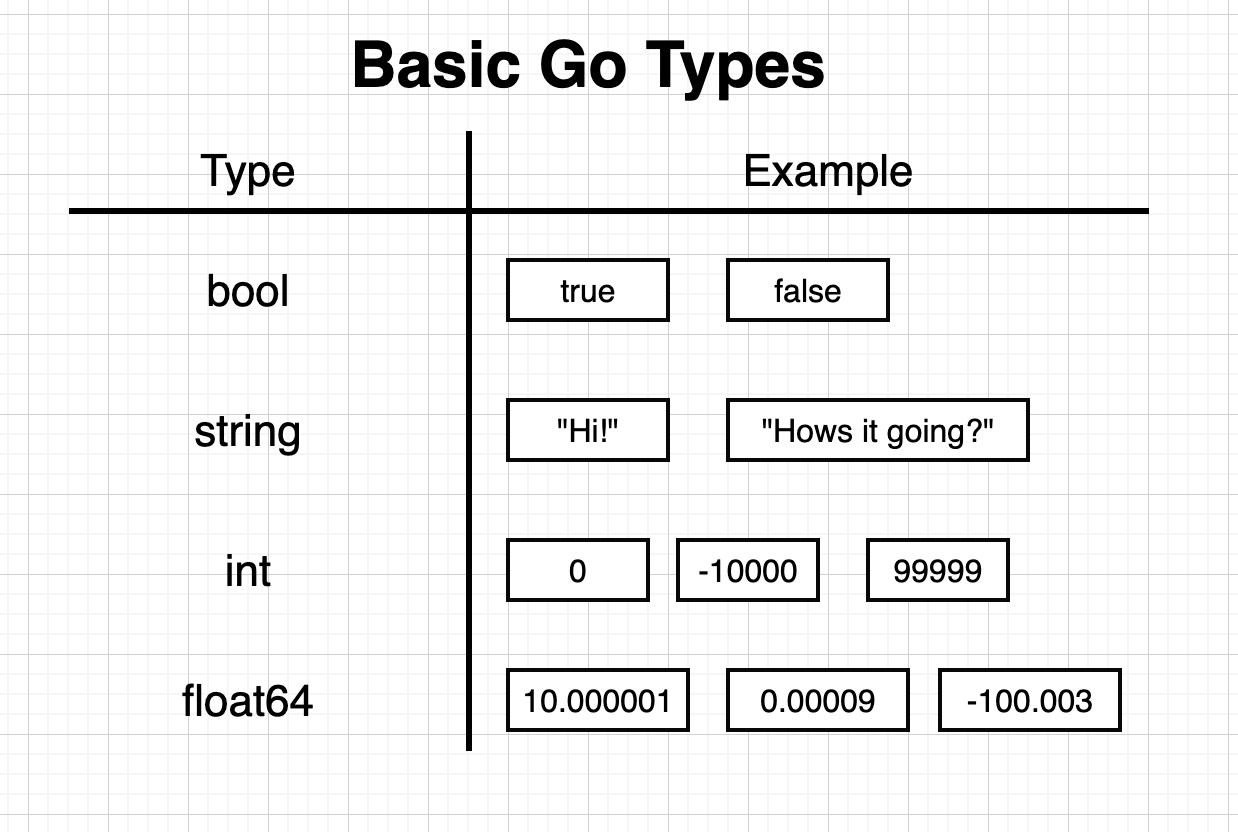 Basic Go Types
Type Example
bool true false
string "Hi!" "Hows it going?"
int 0 -10000 99999
float64 10.000001 0.00009 -100.003